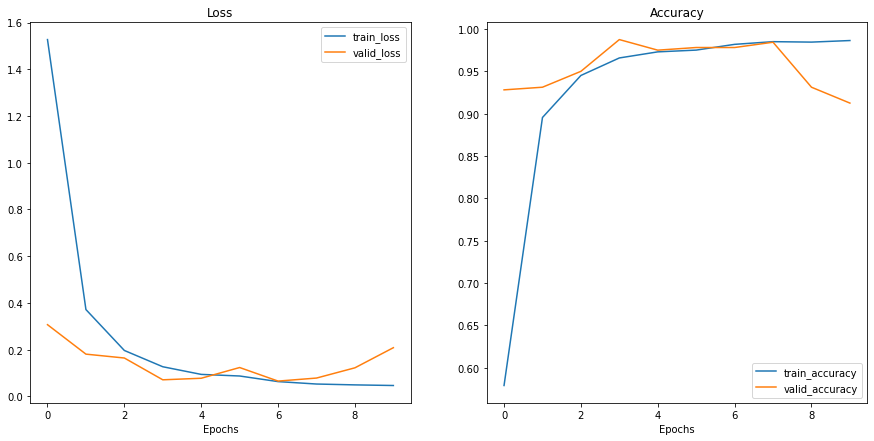 Loss
1.6
1.4
1.2
1.0
0.8
0.6
0.4
0.2
0.0
0 2 4 6 8
Epochs
train_loss
valid_loss
Accuracy
1.00
0.95
0.90
0.85
0.80
0.75
0.70
0.65
0.60
0 2 4 6 8
Epochs
train_accuracy
valid_accuracy